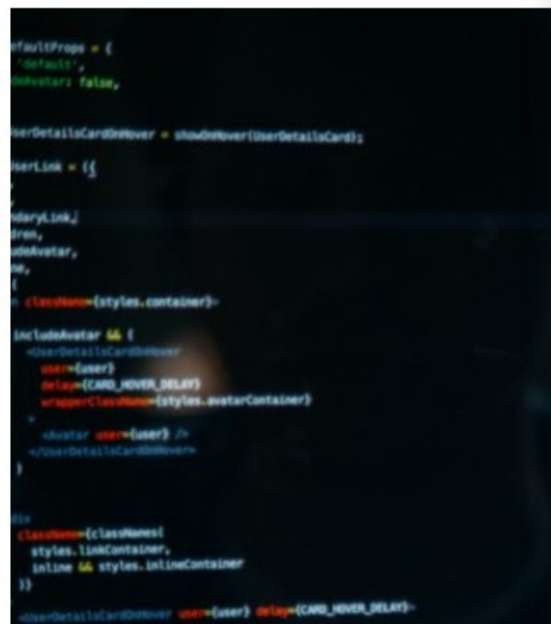 efaultProps = {
'default',
deAvatar: false,
serDetailsCardOnHover = showOnHover(UserDetailsCard);
serLink = ({
,
,
ndaryLink,
dren,
udeAvatar,
ne,
{
className={styles.container}>
includeAvatar && (
<UserDetailsCardOnHover
user={user}
delay={CARD_HOVER_DELAY}
wrapperClassName={styles.avatarContainer}
>
<Avatar user={user} />
</UserDetailsCardOnHover>
)
div
className={classNames(
styles.linkContainer,
inline && styles.inlineContainer
)}
<UserDetailsCardOnHover user={user} delay={CARD_HOVER_DELAY}>